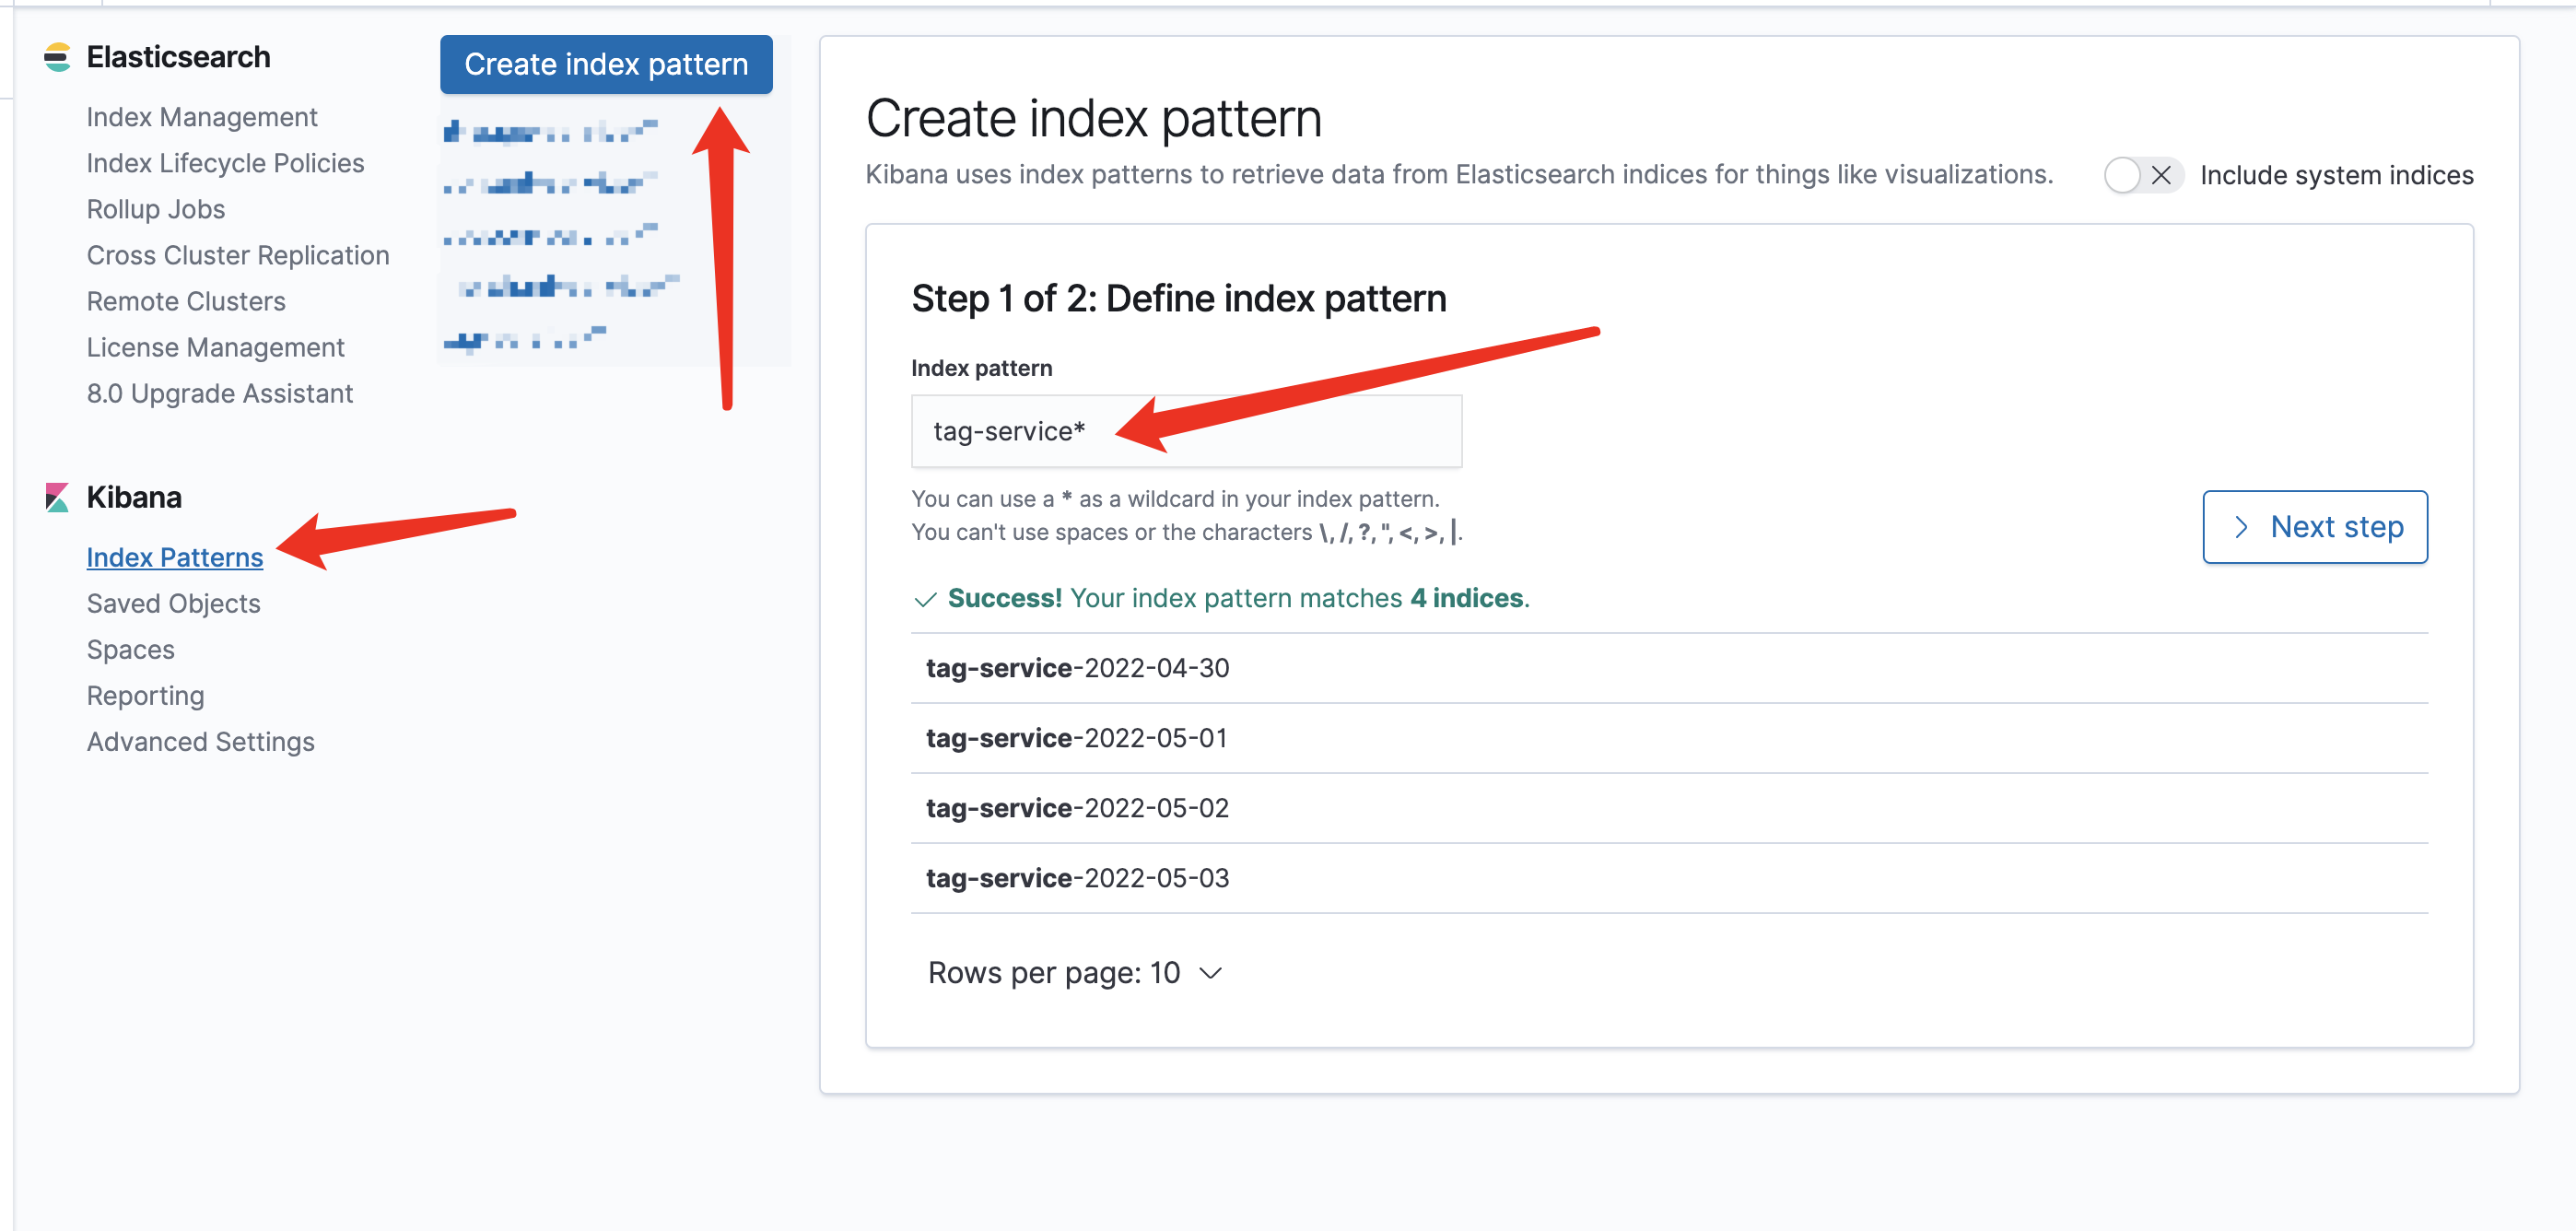 Elasticsearch
Index Management
Index Lifecycle Policies
Rollup Jobs
Cross Cluster Replication
Remote Clusters
License Management
8.0 Upgrade Assistant
Kibana
Index Patterns
Saved Objects
Spaces
Reporting
Advanced Settings
Create index pattern
Create index pattern
Kibana uses index patterns to retrieve data from Elasticsearch indices for things like visualizations.
Include system indices
Step 1 of 2: Define index pattern
Index pattern
tag-service*
You can use a * as a wildcard in your index pattern.
You can't use spaces or the characters \, /, ?, ", <, >, |.
Next step
Success! Your index pattern matches 4 indices.
tag-service-2022-04-30
tag-service-2022-05-01
tag-service-2022-05-02
tag-service-2022-05-03
Rows per page: 10